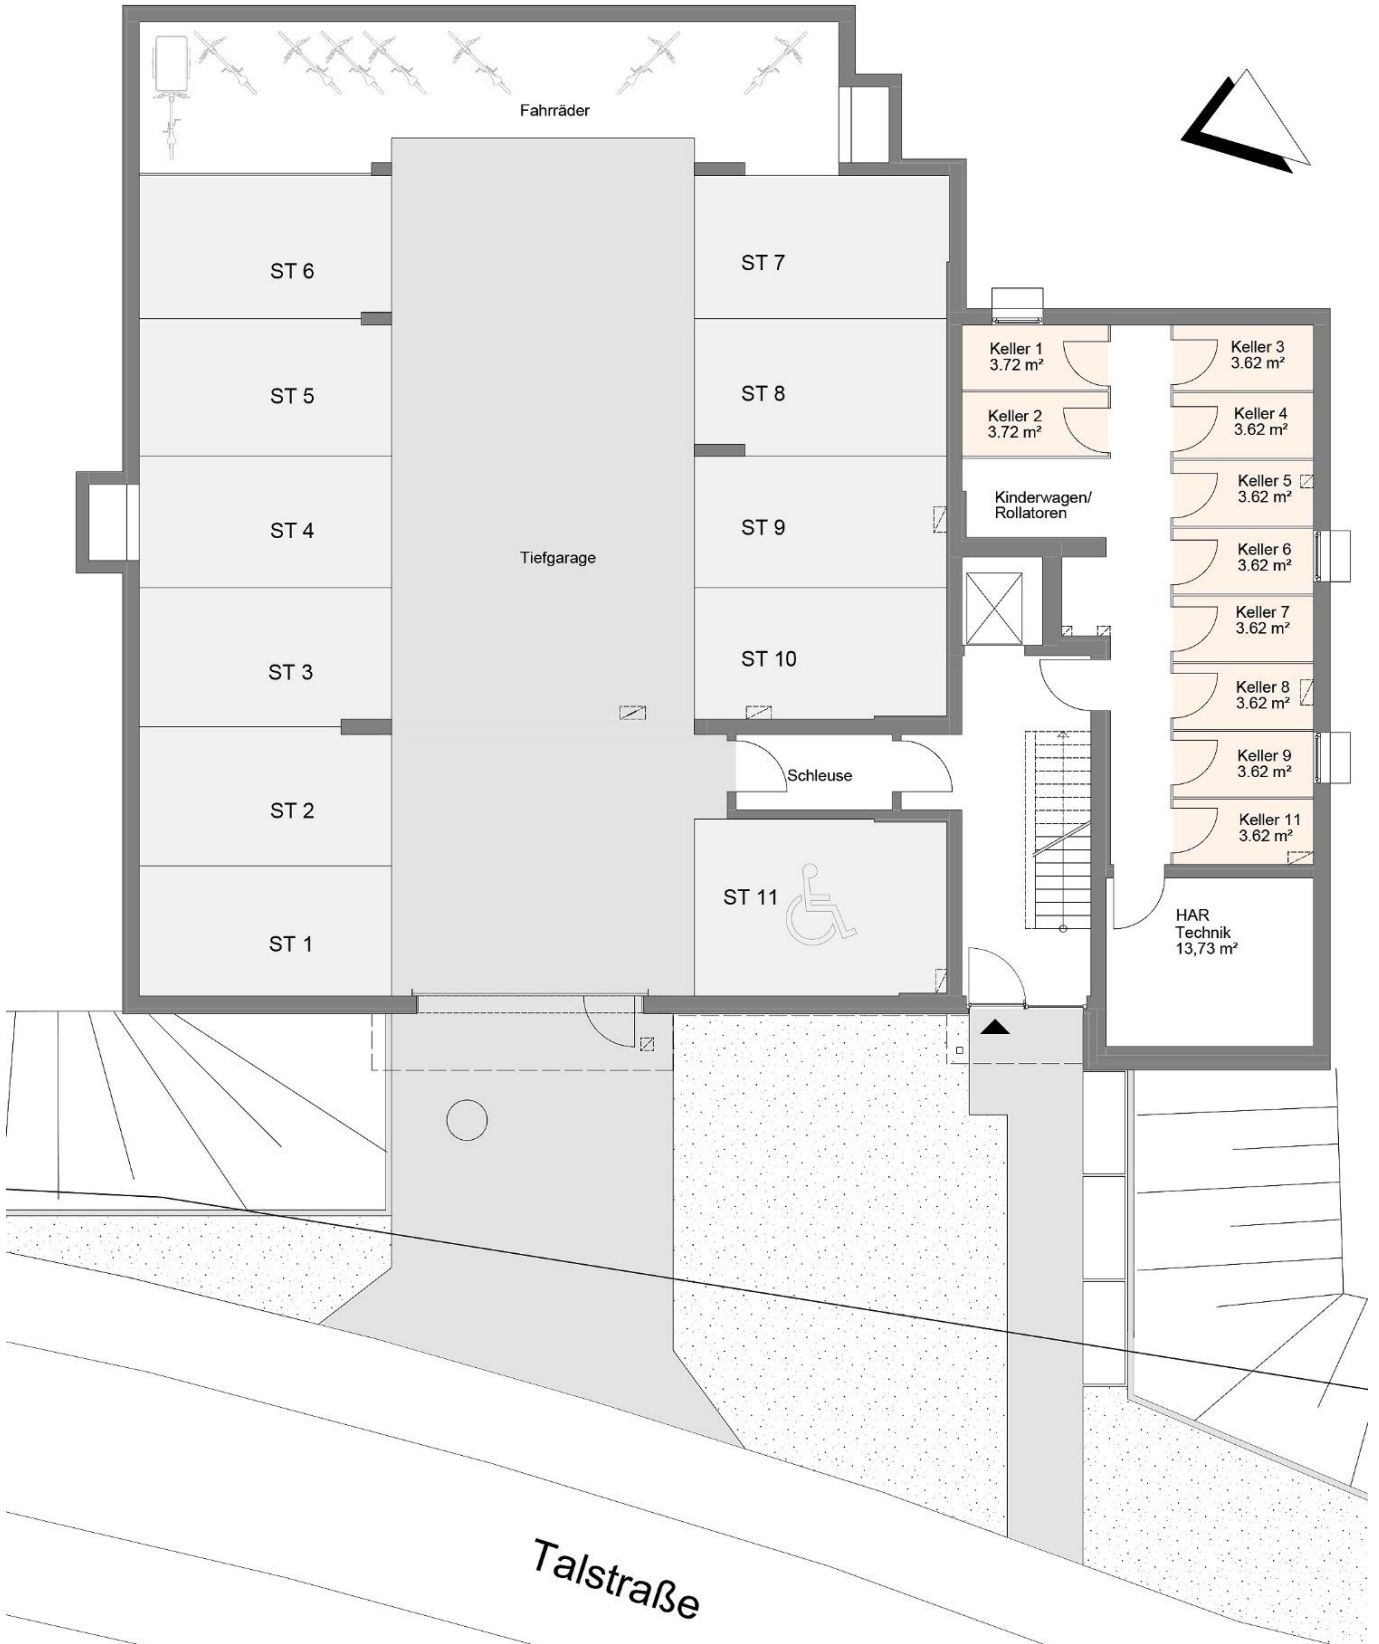 Fahrräder
ST 6
ST 7
ST 5
ST 8
ST 4
ST 9
Tiefgarage
ST 3
ST 10
ST 2
Schleuse
ST 1
ST 11
Keller 1
3.72 m²
Keller 2
3.72 m²
Kinderwagen/
Rollatoren
Keller 3
3.62 m²
Keller 4
3.62 m²
Keller 5
3.62 m²
Keller 6
3.62 m²
Keller 7
3.62 m²
Keller 8
3.62 m²
Keller 9
3.62 m²
Keller 11
3.62 m²
HAR
Technik
13,73 m²
Talstraße